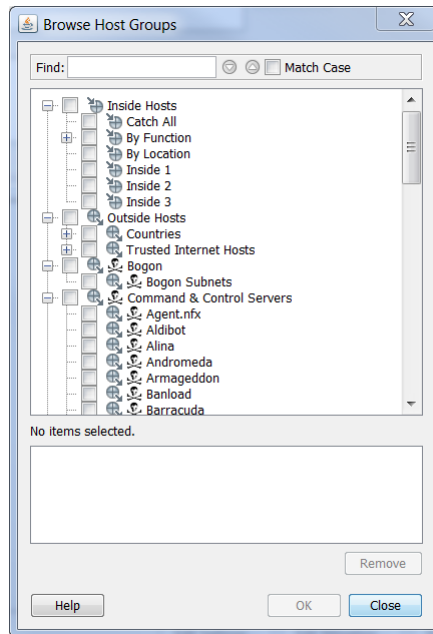 Browse Host Groups
Find:
Match Case
Inside Hosts
Catch All
By Function
By Location
Inside 1
Inside 2
Inside 3
Outside Hosts
Countries
Trusted Internet Hosts
Bogon
Bogon Subnets
Command & Control Servers
Agent.nfx
Aldibot
Alina
Andromeda
Armageddon
Banload
Barracuda
No items selected.
Remove
Help OK Close